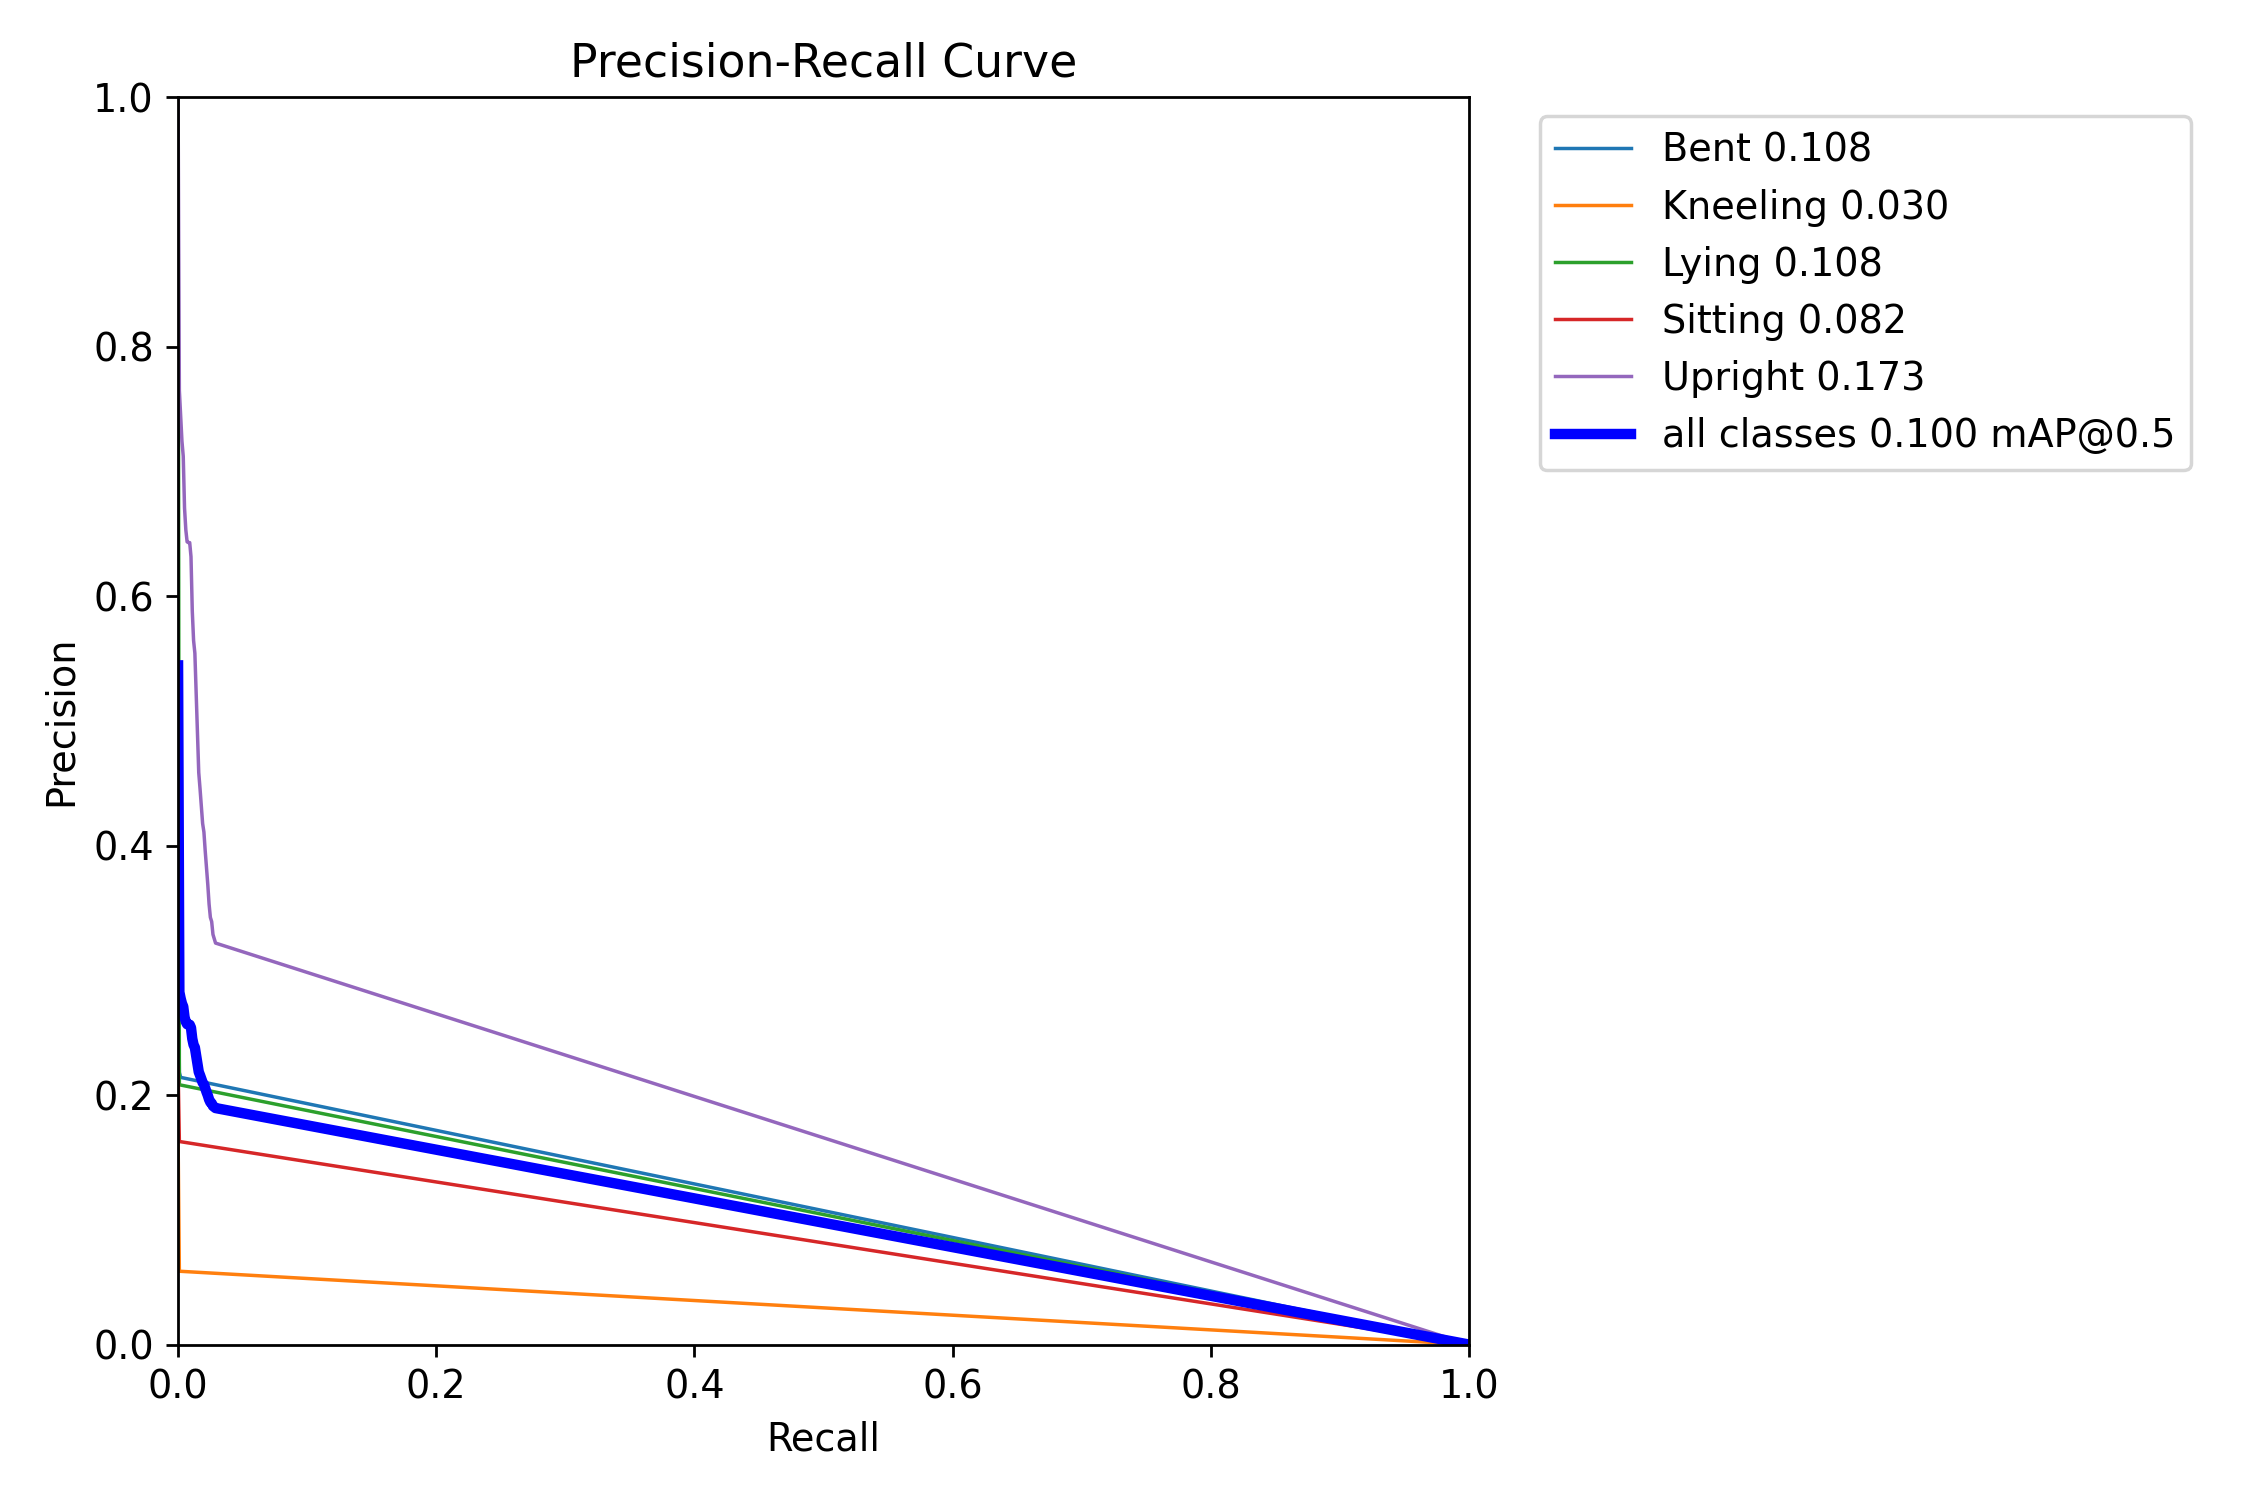 Precision-Recall Curve
1.0
0.8
0.6
0.4
0.2
0.0
Precision
0.0 0.2 0.4 0.6 0.8 1.0
Recall
Bent 0.108
Kneeling 0.030
Lying 0.108
Sitting 0.082
Upright 0.173
all classes 0.100 mAP@0.5